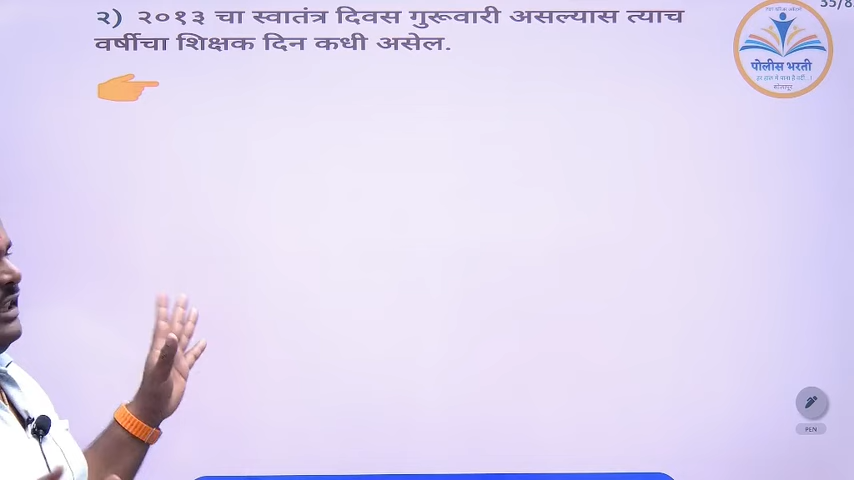 २) २०१३ चा स्वातंत्र दिवस गुरूवारी असल्यास त्याच
वर्षीचा शिक्षक दिन कधी असेल.
पोलीस भरती
सोलापूर
PEN